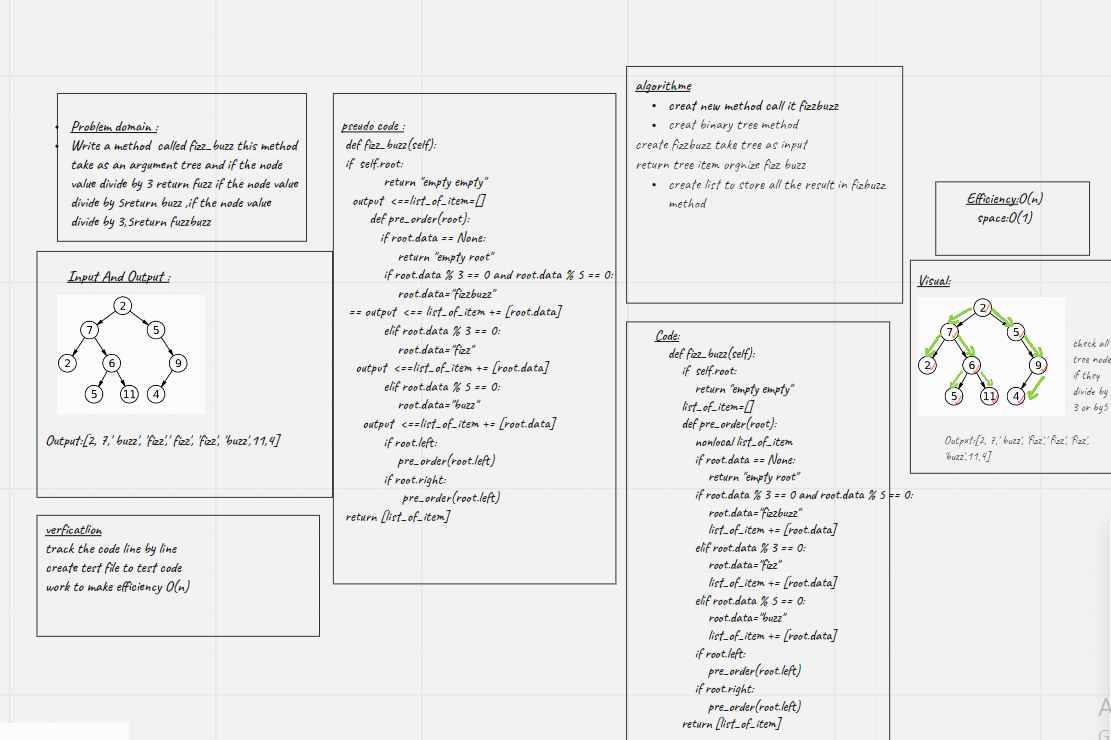 Problem domain :
Write a method called fizz_buzz this method
take as an argument tree and if the node
value divide by 3 return fuzz if the node value
divide by 5return buzz ,if the node value
divide by 3,5return fuzzbuzz
Input And Output :
2
7
5
2
6
9
5
11
4
Output:[2, 7,' buzz', 'fizz',' fizz', 'fizz', 'buzz',11,4]
verficatlion
track the code line by line
create test file to test code
work to make efficiency O(n)
pseudo code :
def fizz_buzz(self):
if self.root:
return "empty empty"
output <==list_of_item=[]
def pre_order(root):
if root.data == None:
return "empty root"
if root.data % 3 == 0 and root.data % 5 == 0:
root.data="fizzbuzz"
== output <== list_of_item += [root.data]
elif root.data % 3 == 0:
root.data="fizz"
output <==list_of_item += [root.data]
elif root.data % 5 == 0:
root.data="buzz"
output <==list_of_item += [root.data]
if root.left:
pre_order(root.left)
if root.right:
pre_order(root.left)
return [list_of_item]
algorithme
• creat new method call it fizzbuzz
• creat binary tree method
create fizzbuzz take tree as input
return tree item orgnize fizz buzz
• create list to store all the result in fizbuzz
method
Code:
def fizz_buzz(self):
if self.root:
return "empty empty"
list_of_item=[]
def pre_order(root):
nonlocal list_of_item
if root.data == None:
return "empty root"
if root.data % 3 == 0 and root.data % 5 == 0:
root.data="fizzbuzz"
list_of_item += [root.data]
elif root.data % 3 == 0:
root.data="fizz"
list_of_item += [root.data]
elif root.data % 5 == 0:
root.data="buzz"
list_of_item += [root.data]
if root.left:
pre_order(root.left)
if root.right:
pre_order(root.left)
return [list_of_item]
Efficiency:O(n)
space:O(1)
Visual:
2
7
5
2
6
9
5
11
4
check all
tree node
if they
divide by
3 or by5
Output:[2, 7,' buzz', 'fizz',' fizz', 'fizz',
'buzz',11,4]